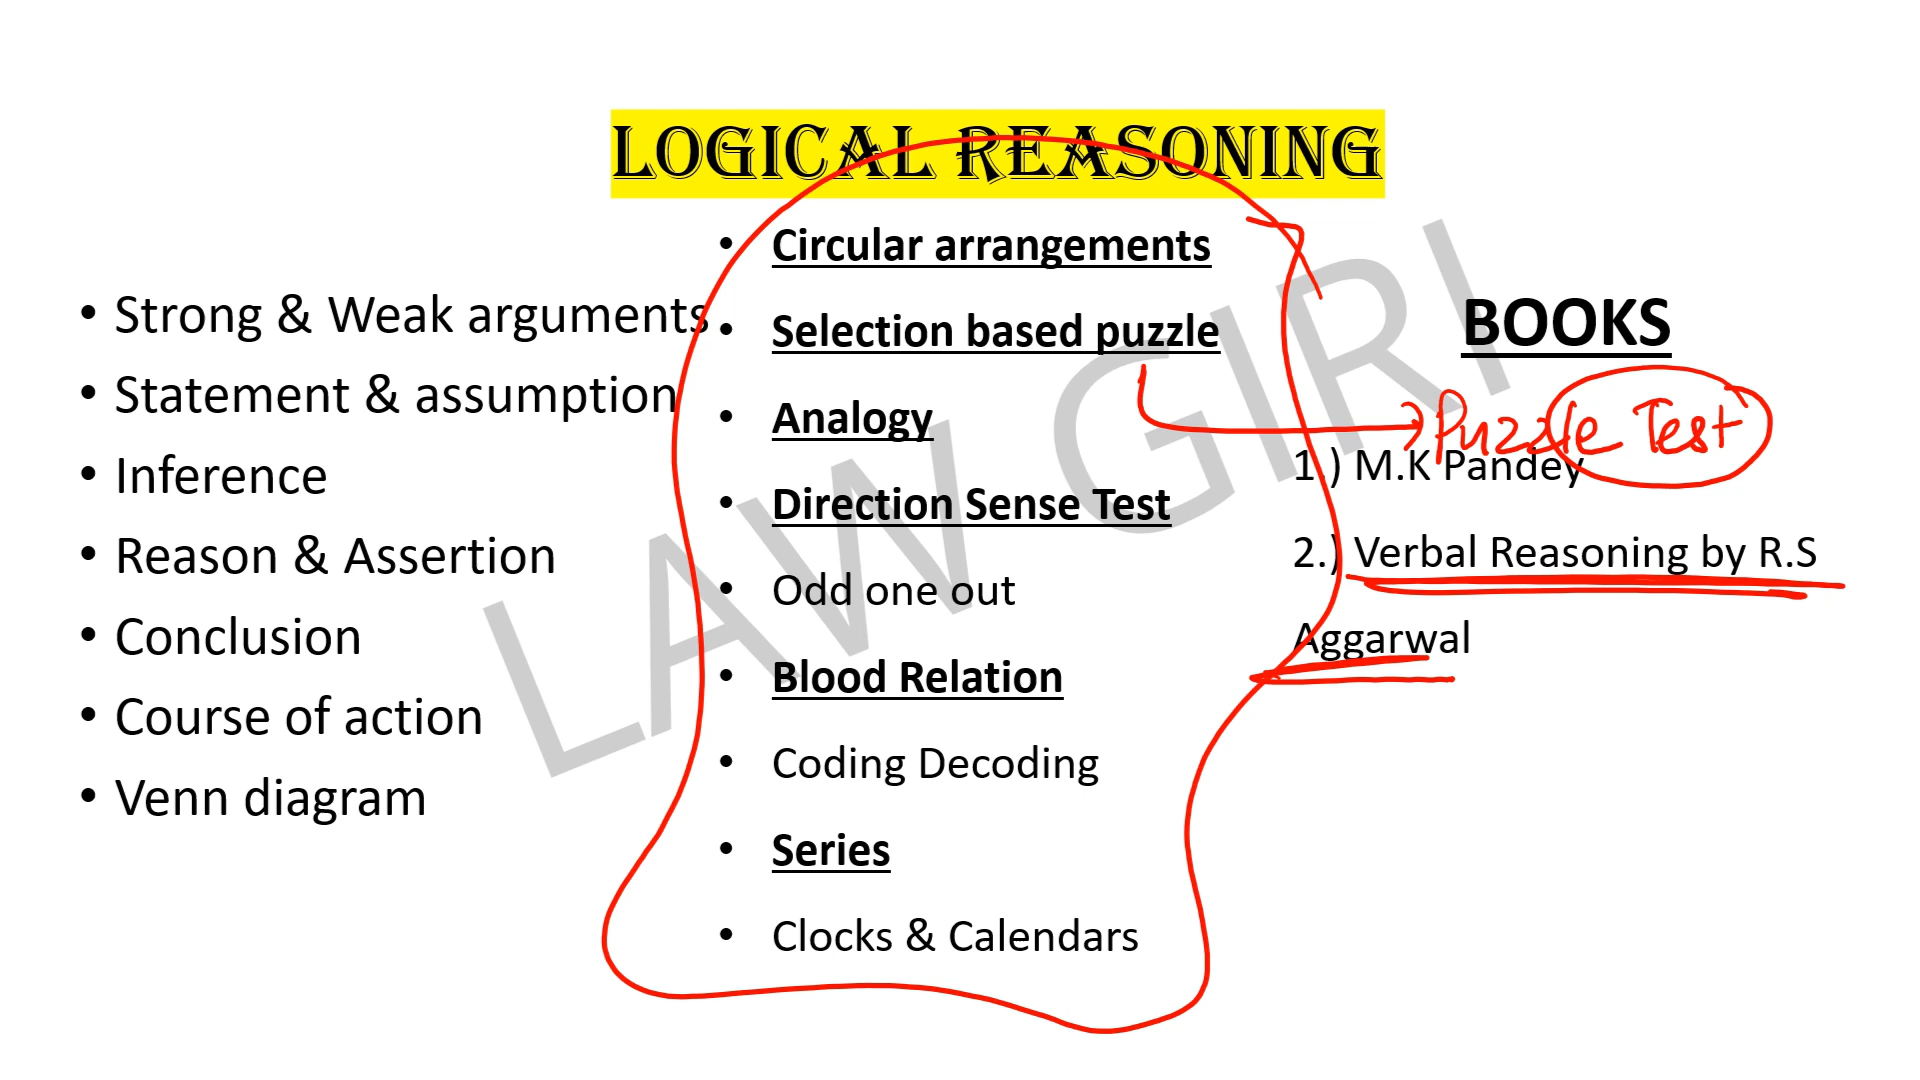 LOGICAL REASONING
• Strong & Weak arguments
• Statement & assumption
• Inference
• Reason & Assertion
• Conclusion
• Course of action
• Venn diagram
• Circular arrangements
• Selection based puzzle
• Analogy
• Direction Sense Test
• Odd one out
• Blood Relation
• Coding Decoding
• Series
• Clocks & Calendars
BOOKS
Puzzle Test
1.) M.K Pandey
2.) Verbal Reasoning by R.S
Aggarwal
LAW GIRI